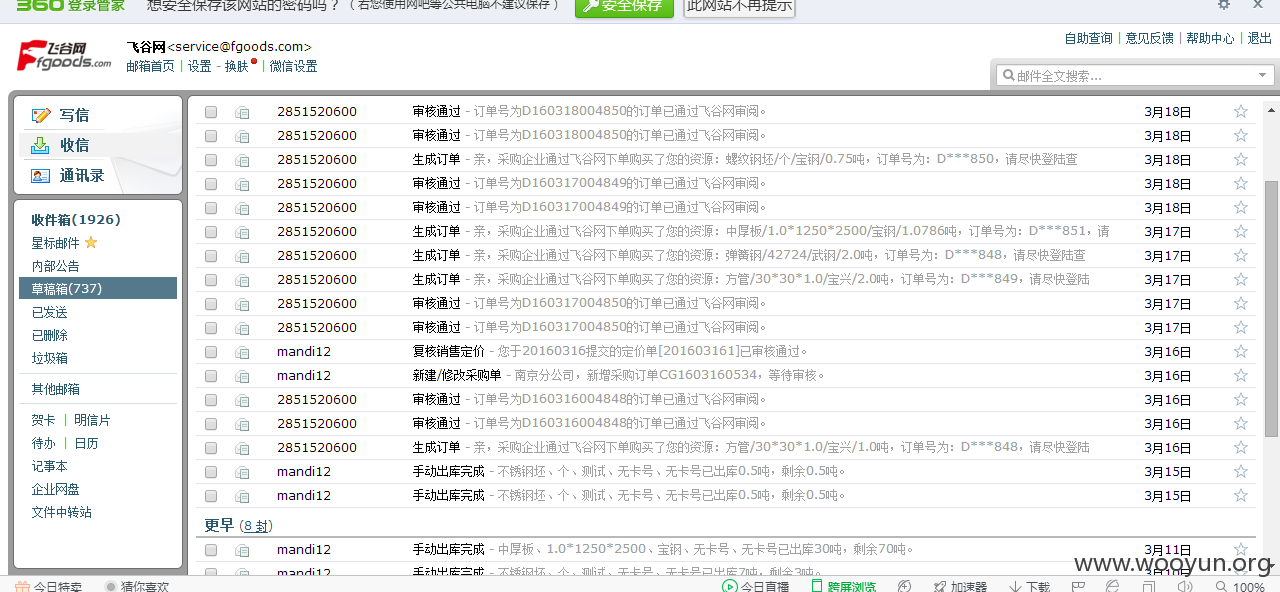 360 登录管家 想安全保存该网站的密码吗？（若您使用网吧等公共电脑不建议保存） 安全保存 此网站不再提示
飞谷网 Ffgoods.com
飞谷网<service@fgoods.com>
邮箱首页 | 设置 - 换肤 | 微信设置
自助查询 | 意见反馈 | 帮助中心 | 退出
邮件全文搜索...
写信
收信
通讯录
收件箱(1926)
星标邮件
内部公告
草稿箱(737)
已发送
已删除
垃圾箱
其他邮箱
贺卡 | 明信片
待办 | 日历
记事本
企业网盘
文件中转站
2851520600 审核通过 - 订单号为D160318004850的订单已通过飞谷网审阅。 3月18日
2851520600 审核通过 - 订单号为D160318004850的订单已通过飞谷网审阅。 3月18日
2851520600 生成订单 - 亲，采购企业通过飞谷网下单购买了您的资源：螺纹钢坯/个/宝钢/0.75吨，订单号为：D***850，请尽快登陆查 3月18日
2851520600 审核通过 - 订单号为D160317004849的订单已通过飞谷网审阅。 3月18日
2851520600 审核通过 - 订单号为D160317004849的订单已通过飞谷网审阅。 3月18日
2851520600 生成订单 - 亲，采购企业通过飞谷网下单购买了您的资源：中厚板/1.0*1250*2500/宝钢/1.0786吨，订单号为：D***851，请 3月17日
2851520600 生成订单 - 亲，采购企业通过飞谷网下单购买了您的资源：弹簧钢/42724/武钢/2.0吨，订单号为：D***848，请尽快登陆查 3月17日
2851520600 生成订单 - 亲，采购企业通过飞谷网下单购买了您的资源：方管/30*30*1.0/宝兴/2.0吨，订单号为：D***849，请尽快登陆 3月17日
2851520600 审核通过 - 订单号为D160317004850的订单已通过飞谷网审阅。 3月17日
2851520600 审核通过 - 订单号为D160317004850的订单已通过飞谷网审阅。 3月17日
mandi12 复核销售定价 - 您于20160316提交的定价单[201603161]已审核通过。 3月16日
mandi12 新建/修改采购单 - 南京分公司，新增采购订单CG1603160534，等待审核。 3月16日
2851520600 审核通过 - 订单号为D160316004848的订单已通过飞谷网审阅。 3月16日
2851520600 审核通过 - 订单号为D160316004848的订单已通过飞谷网审阅。 3月16日
2851520600 生成订单 - 亲，采购企业通过飞谷网下单购买了您的资源：方管/30*30*1.0/宝兴/1.0吨，订单号为：D***848，请尽快登陆 3月16日
mandi12 手动出库完成 - 不锈钢坯、个、测试、无卡号、无卡号已出库0.5吨，剩余0.5吨。 3月15日
mandi12 手动出库完成 - 不锈钢坯、个、测试、无卡号、无卡号已出库0.5吨，剩余0.5吨。 3月15日
更早 (8 封)
mandi12 手动出库完成 - 中厚板、1.0*1250*2500、宝钢、无卡号、无卡号已出库30吨，剩余70吨。 3月11日
mandi12 手动出库完成 3月10日
www.wooyun.org
今日特卖 猜你喜欢 今日直播 跨屏浏览 加速器 下载 100%